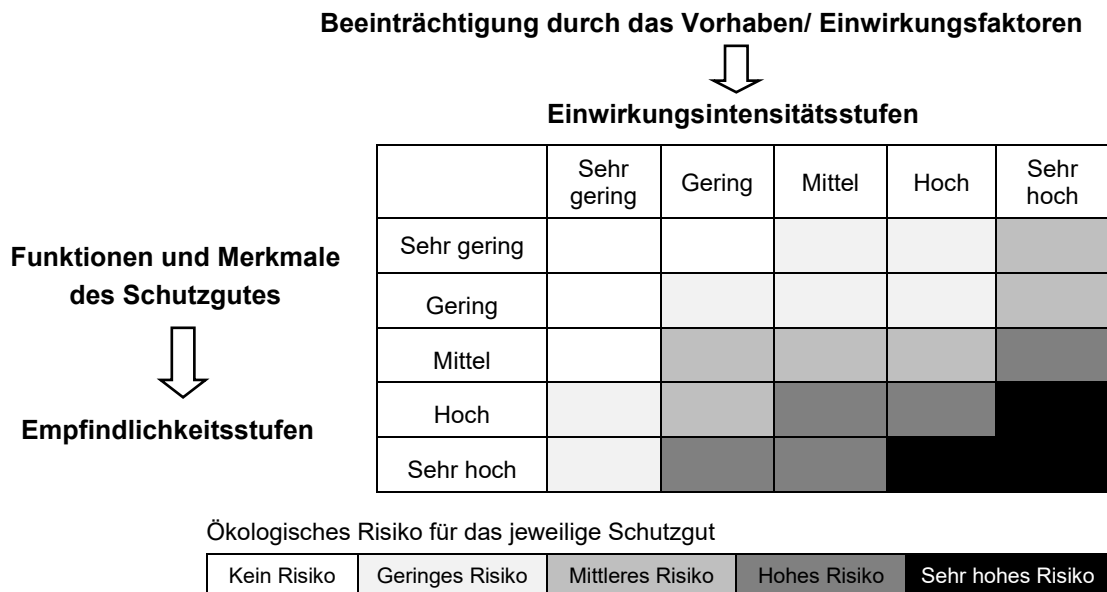 Beeinträchtigung durch das Vorhaben/ Einwirkungsfaktoren
Einwirkungsintensitätsstufen
Sehr
gering
Gering
Mittel
Hoch
Sehr
hoch
Funktionen und Merkmale
des Schutzgutes
Empfindlichkeitsstufen
Sehr gering
Gering
Mittel
Hoch
Sehr hoch
Ökologisches Risiko für das jeweilige Schutzgut
Kein Risiko
Geringes Risiko
Mittleres Risiko
Hohes Risiko
Sehr hohes Risiko